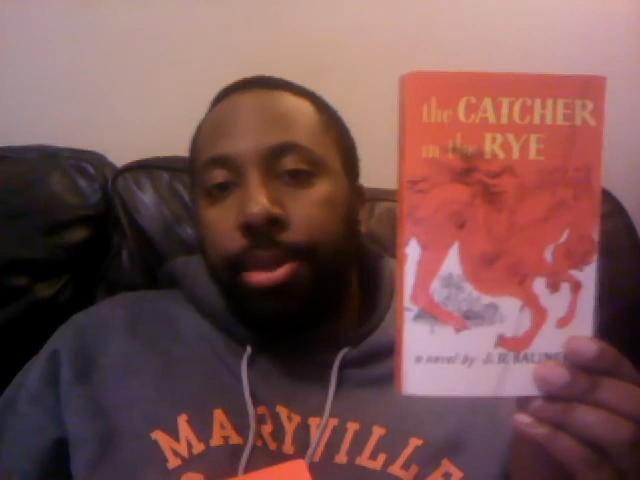 the CATCHER
in the RYE
a novel by J. D. SALINGER
MARYVILLE